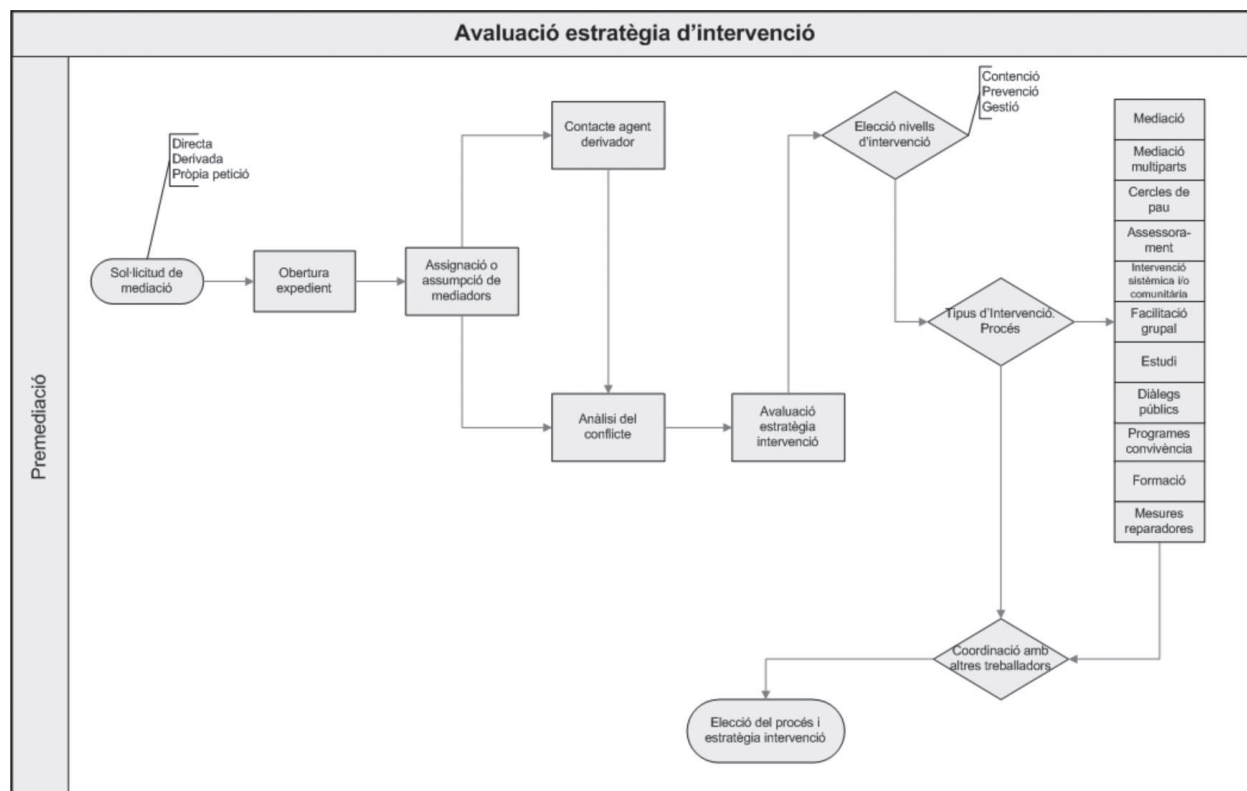 Avaluació estratègia d'intervenció
Premediació
Directa
Derivada
Pròpia petició
Sol·licitud de
mediació
Obertura
expedient
Assignació o
assumpció de
mediadors
Contacte agent
derivador
Anàlisi del
conflicte
Avaluació
estratègia
intervenció
Elecció nivells
d'intervenció
Contenció
Prevenció
Gestió
Tipus d'Intervenció.
Procés
Mediació
Mediació
multiparts
Cercles de
pau
Assessora-
ment
Intervenció
sistèmica i/o
comunitària
Facilitació
grupal
Estudi
Diàlegs
públics
Programes
convivència
Formació
Mesures
reparadores
Coordinació amb
altres treballadors
Elecció del procés i
estratègia intervenció